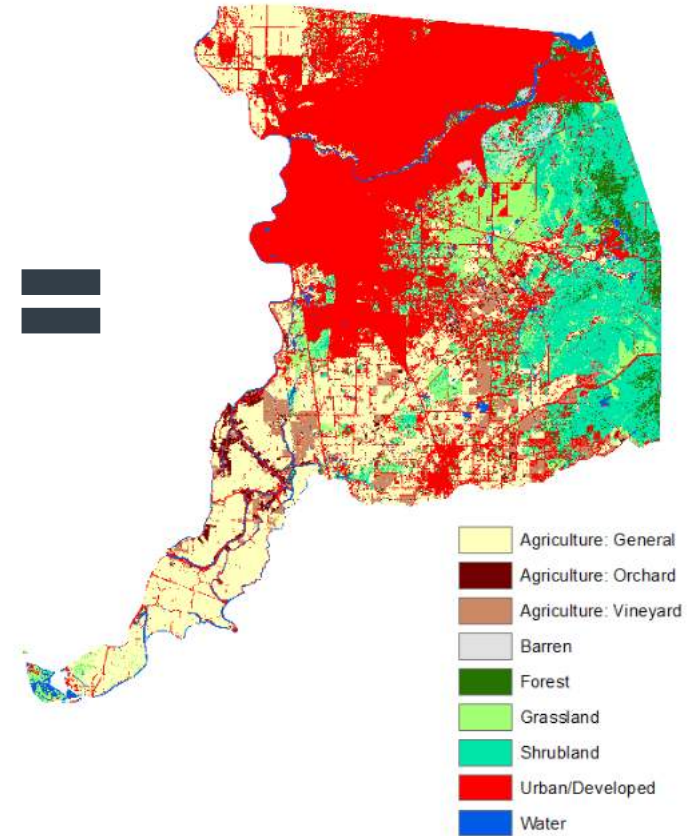 Agriculture: General
Agriculture: Orchard
Agriculture: Vineyard
Barren
Forest
Grassland
Shrubland
Urban/Developed
Water